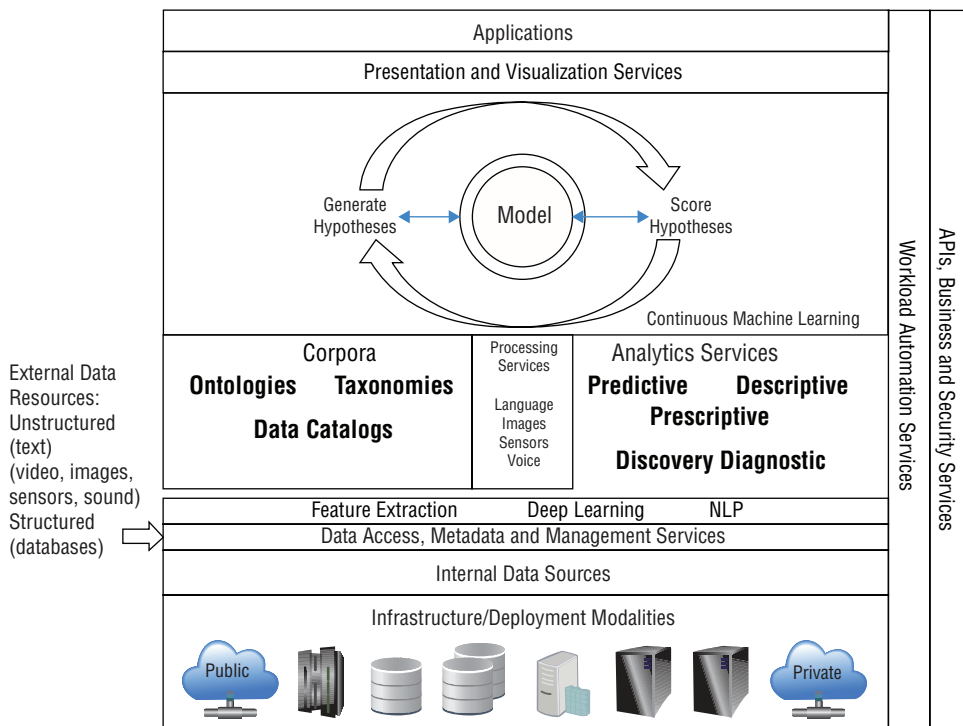 Applications
Presentation and Visualization Services
Generate
Hypotheses
Model
Score
Hypotheses
Continuous Machine Learning
Corpora
Ontologies Taxonomies
Data Catalogs
Processing
Services
Language
Images
Sensors
Voice
Analytics Services
Predictive Descriptive
Prescriptive
Discovery Diagnostic
External Data
Resources:
Unstructured
(text)
(video, images,
sensors, sound)
Structured
(databases)
Feature Extraction Deep Learning NLP
Data Access, Metadata and Management Services
Internal Data Sources
Infrastructure/Deployment Modalities
Public
Private
Workload Automation Services
APIs, Business and Security Services